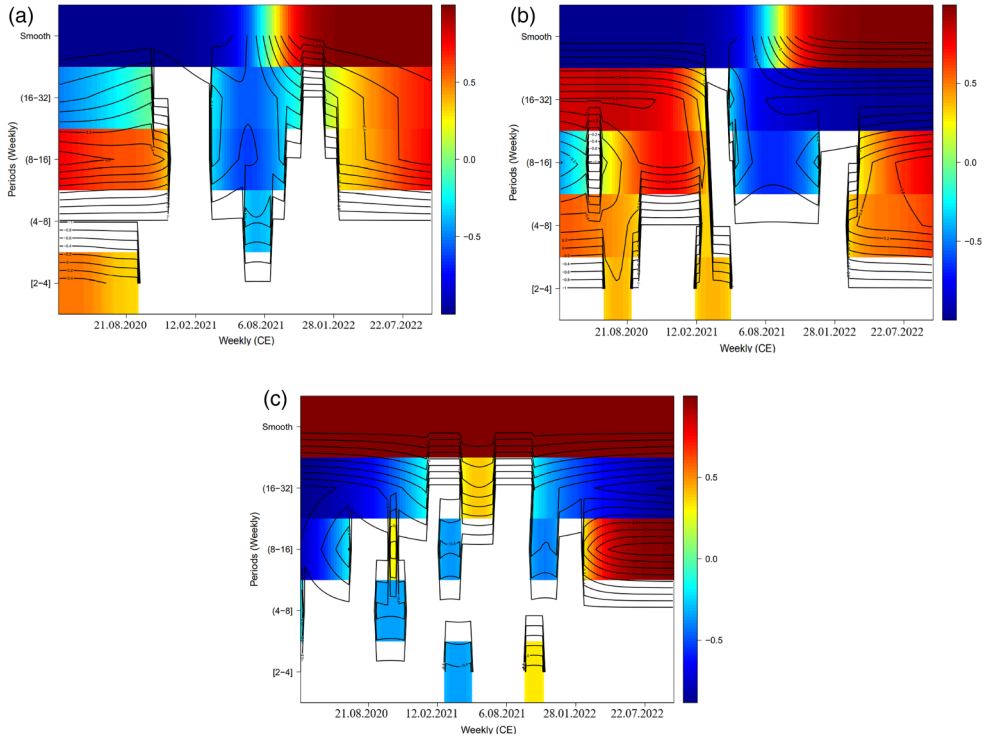 (a)
Smooth
(16−32]
(8−16]
(4−8]
[2−4]
Periods (Weekly)
21.08.2020 12.02.2021 6.08.2021 28.01.2022 22.07.2022
Weekly (CE)
0.5
0.0
−0.5
(b)
Smooth
(16−32]
(8−16]
(4−8]
[2−4]
Periods (Weekly)
21.08.2020 12.02.2021 6.08.2021 28.01.2022 22.07.2022
Weekly (CE)
0.5
0.0
−0.5
(c)
Smooth
(16−32]
(8−16]
(4−8]
[2−4]
Periods (Weekly)
21.08.2020 12.02.2021 6.08.2021 28.01.2022 22.07.2022
Weekly (CE)
0.5
0.0
−0.5